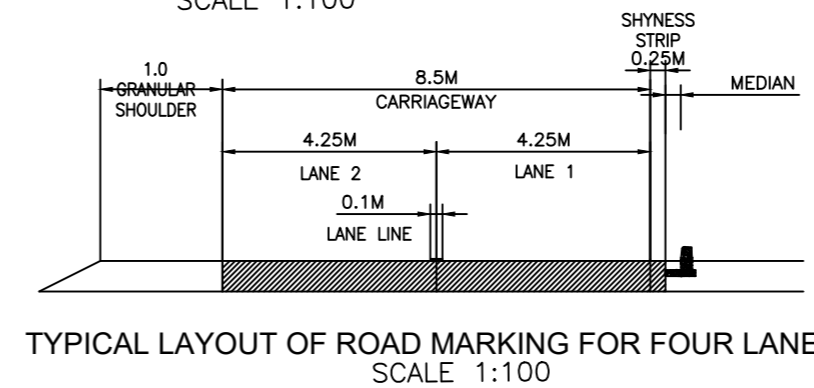 SCALE 1:100
SHYNESS
STRIP
0.25M
1.0
GRANULAR
SHOULDER
8.5M
CARRIAGEWAY
MEDIAN
4.25M
4.25M
LANE 2
LANE 1
0.1M
LANE LINE
TYPICAL LAYOUT OF ROAD MARKING FOR FOUR LANE
SCALE 1:100